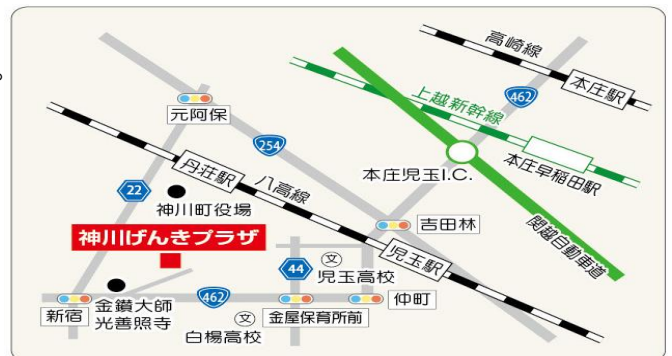 高崎線
本庄駅
462
上越新幹線
元阿保
254
本庄早稲田駅
本庄児玉I.C.
丹荘駅
八高線
22
神川町役場
吉田林
関越自動車道
神川げんきプラザ
児玉駅
文
児玉高校
44
462
仲町
新宿
金鑚大師
光善照寺
文
白楊高校
金屋保育所前